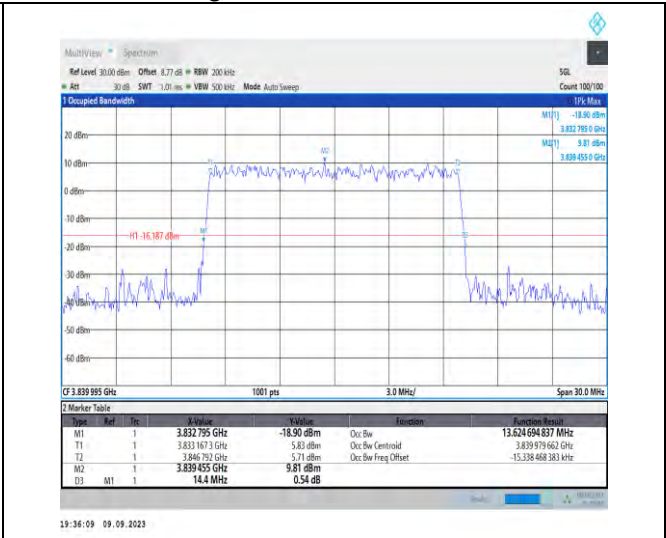 MultiView Spectrum
Ref Level 30.00 dBm Offset 8.77 dB RBW 200 kHz SGL
Att 30 dB SWT 1.01 ms VBW 500 kHz Mode Auto Sweep Count 100/100
1 Occupied Bandwidth 1Pk Max
M1[1] -18.90 dBm
3.832 795 0 GHz
20 dBm M2[1] 9.81 dBm
3.839 455 0 GHz
M2
10 dBm
T1 T2
0 dBm
-10 dBm
M1 D3
H1 -16.187 dBm
-20 dBm
-30 dBm
-40 dBm
-50 dBm
-60 dBm
CF 3.839 995 GHz 1001 pts 3.0 MHz/ Span 30.0 MHz
2 Marker Table
Type Ref Trc X-Value Y-Value Function Function Result
M1 1 3.832 795 GHz -18.90 dBm Occ Bw 13.624 694 837 MHz
T1 1 3.833 167 3 GHz 5.83 dBm Occ Bw Centroid 3.839 979 662 GHz
T2 1 3.846 792 GHz 5.71 dBm Occ Bw Freq Offset -15.338 468 383 kHz
M2 1 3.839 455 GHz 9.81 dBm
D3 M1 1 14.4 MHz 0.54 dB
19:36:09 09.09.2023